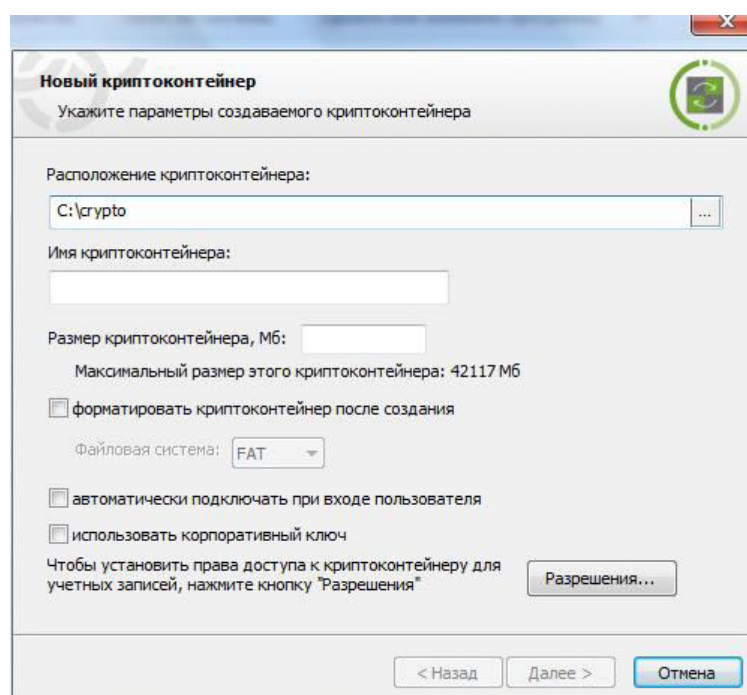 Новый криптоконтейнер
Укажите параметры создаваемого криптоконтейнера
Расположение криптоконтейнера:
C:\crypto
...
Имя криптоконтейнера:
Размер криптоконтейнера, Мб:
Максимальный размер этого криптоконтейнера: 42117 Мб
форматировать криптоконтейнер после создания
Файловая система: FAT
автоматически подключать при входе пользователя
использовать корпоративный ключ
Чтобы установить права доступа к криптоконтейнеру для
учетных записей, нажмите кнопку "Разрешения"
Разрешения...
< Назад Далее > Отмена